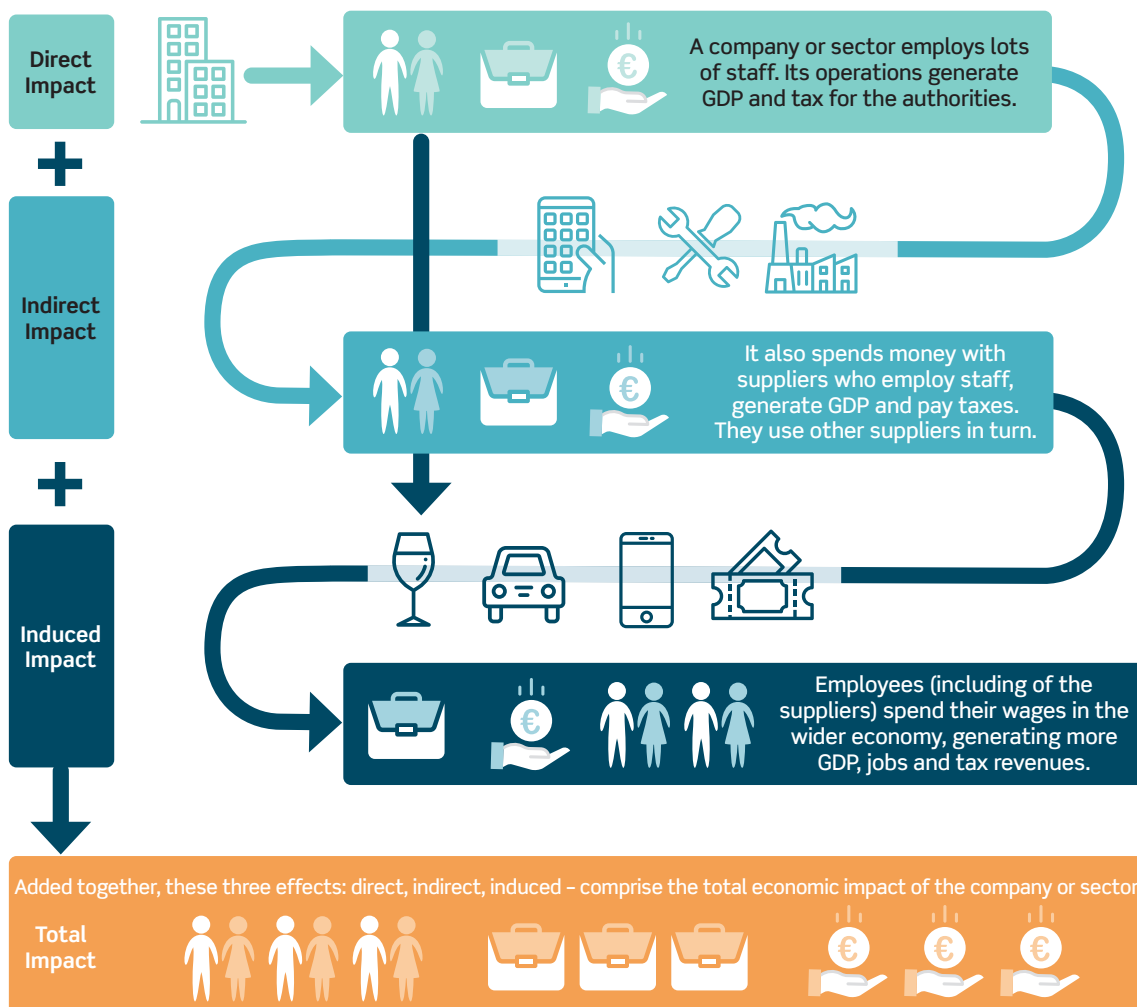 Direct
Impact
A company or sector employs lots
of staff. Its operations generate
GDP and tax for the authorities.
€
+
Indirect
Impact
It also spends money with
suppliers who employ staff,
generate GDP and pay taxes.
They use other suppliers in turn.
€
+
Induced
Impact
€
Employees (including of the
suppliers) spend their wages in the
wider economy, generating more
GDP, jobs and tax revenues.
Added together, these three effects: direct, indirect, induced – comprise the total economic impact of the company or sector
Total
Impact
€ € €